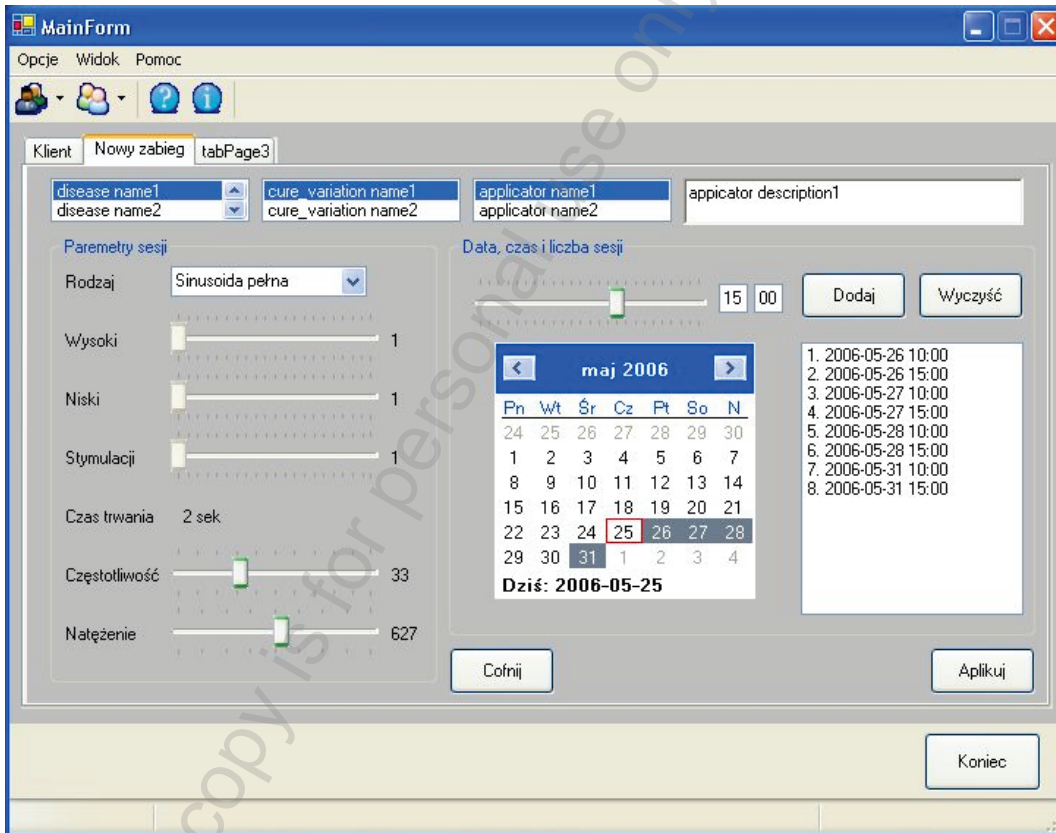 MainForm
Opcje Widok Pomoc
Klient Nowy zabieg tabPage3
disease name1
disease name2
cure_variation name1
cure_variation name2
applicator name1
applicator name2
appicator description1
Paremetry sesji
Rodzaj Sinusoida pełna
Wysoki 1
Niski 1
Stymulacji 1
Czas trwania 2 sek
Częstotliwość 33
Natężenie 627
Data, czas i liczba sesji
15 00 Dodaj Wyczyść
maj 2006
Pn Wt Śr Cz Pt So N
24 25 26 27 28 29 30
1 2 3 4 5 6 7
8 9 10 11 12 13 14
15 16 17 18 19 20 21
22 23 24 25 26 27 28
29 30 31 1 2 3 4
Dziś: 2006-05-25
1. 2006-05-26 10:00
2. 2006-05-26 15:00
3. 2006-05-27 10:00
4. 2006-05-27 15:00
5. 2006-05-28 10:00
6. 2006-05-28 15:00
7. 2006-05-31 10:00
8. 2006-05-31 15:00
Cofnij Aplikuj
Koniec
copy is for personal use only